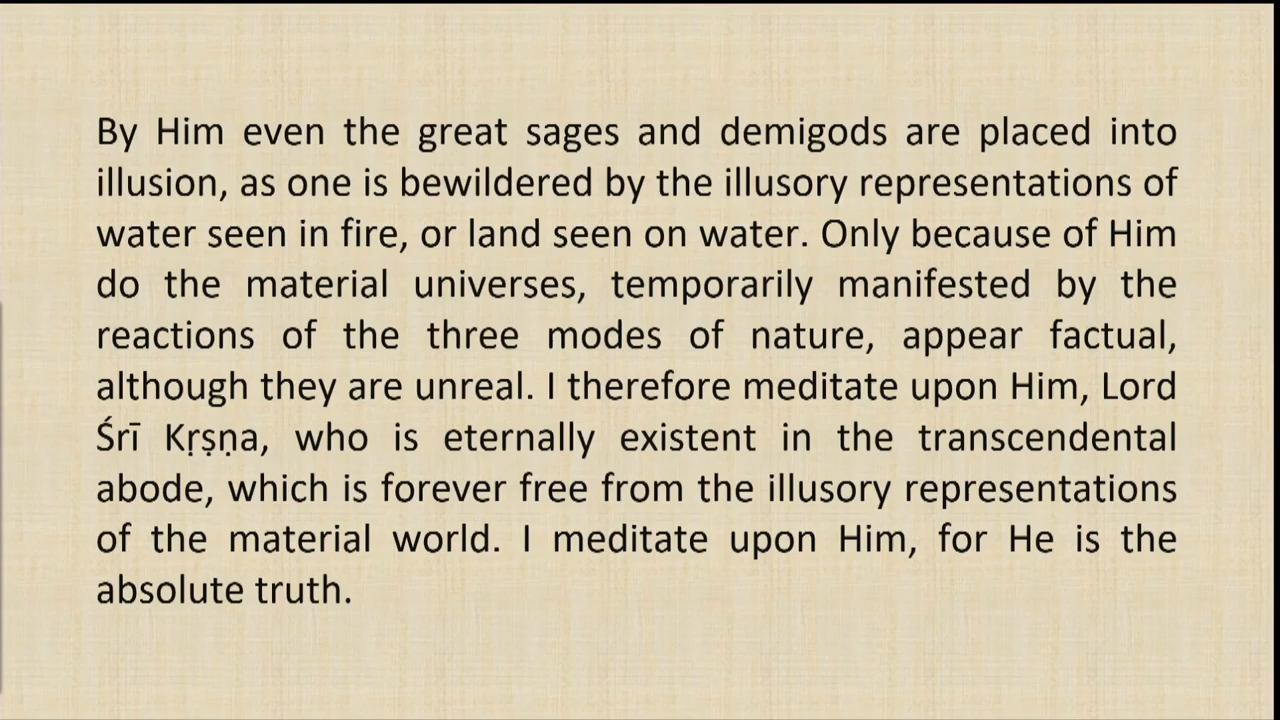 By Him even the great sages and demigods are placed into
illusion, as one is bewildered by the illusory representations of
water seen in fire, or land seen on water. Only because of Him
do the material universes, temporarily manifested by the
reactions of the three modes of nature, appear factual,
although they are unreal. I therefore meditate upon Him, Lord
Śrī Kṛṣṇa, who is eternally existent in the transcendental
abode, which is forever free from the illusory representations
of the material world. I meditate upon Him, for He is the
absolute truth.